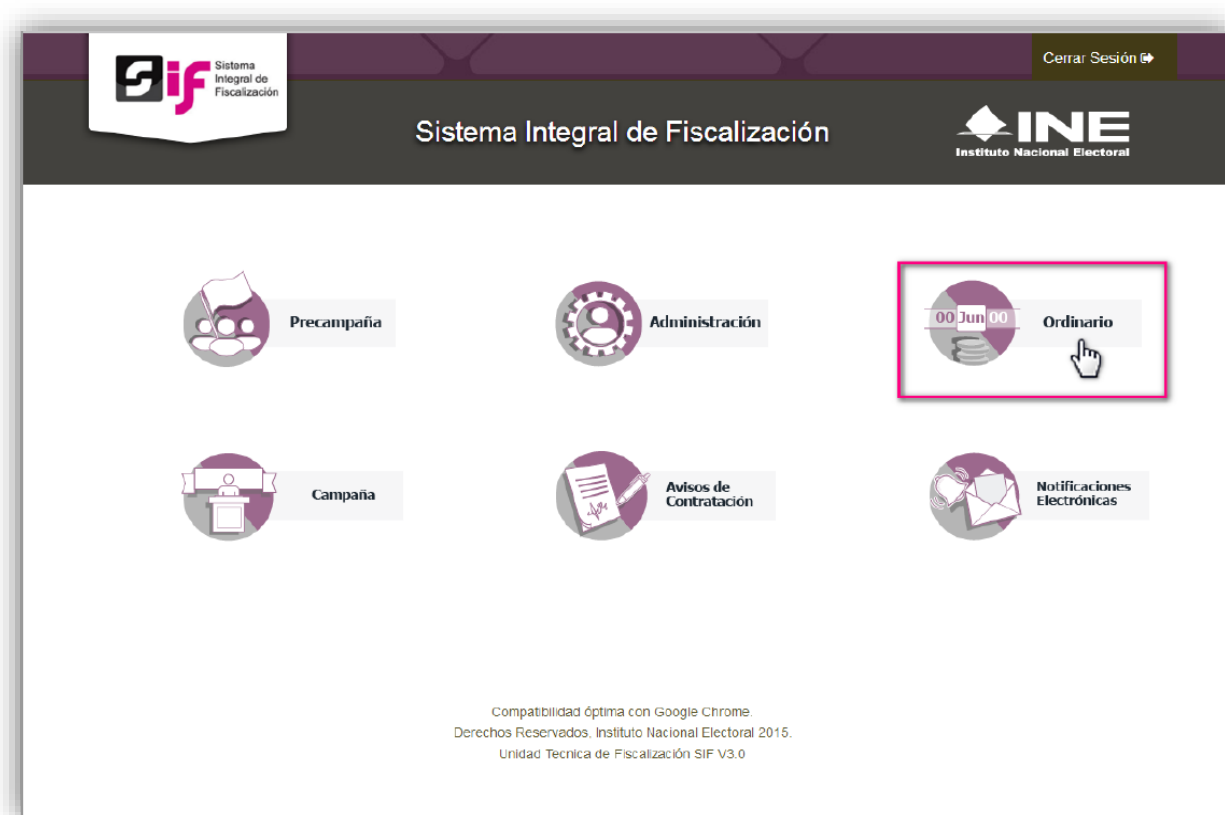 Sif Sistema
Integral de
Fiscalización
Cerrar Sesión
Sistema Integral de Fiscalización
INE
Instituto Nacional Electoral
Precampaña
Administración
00 Jun 00
Ordinario
Campaña
Avisos de
Contratación
Notificaciones
Electrónicas
Compatibilidad óptima con Google Chrome.
Derechos Reservados, Instituto Nacional Electoral 2015.
Unidad Tecnica de Fiscalización SIF V3.0